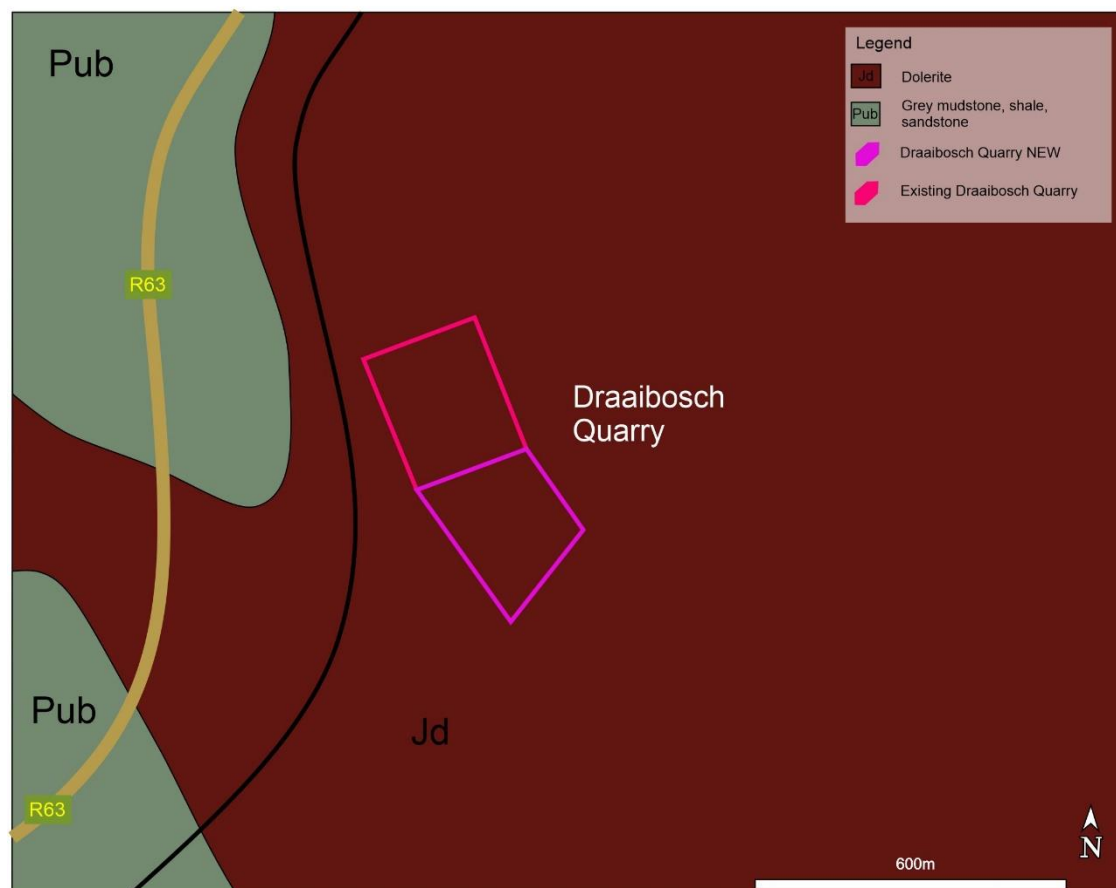 Pub
Legend
Jd
Dolerite
Pub
Grey mudstone, shale,
sandstone
Draaibosch Quarry NEW
Existing Draaibosch Quarry
R63
Draaibosch
Quarry
Pub
Jd
R63
600m
N